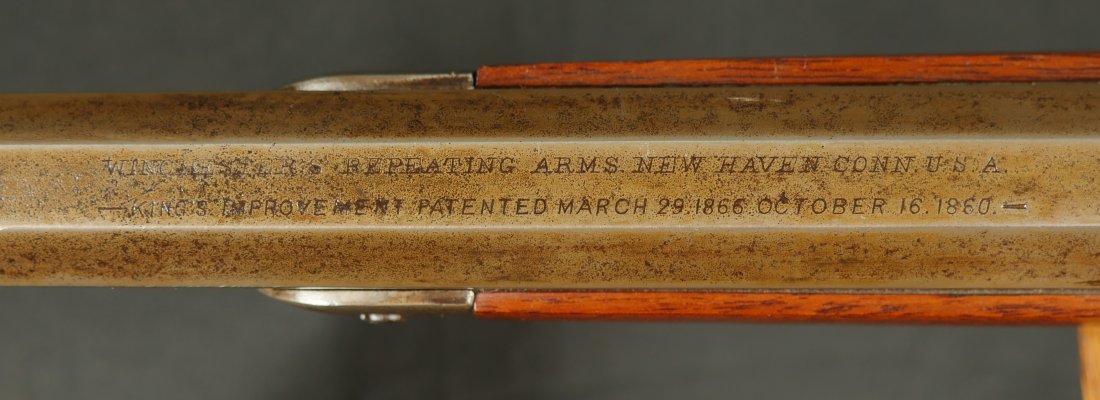 WINCHESTER'S REPEATING ARMS. NEW HAVEN. CONN. U.S.A.
—KING'S IMPROVEMENT PATENTED MARCH 29. 1866. OCTOBER 16. 1860.—